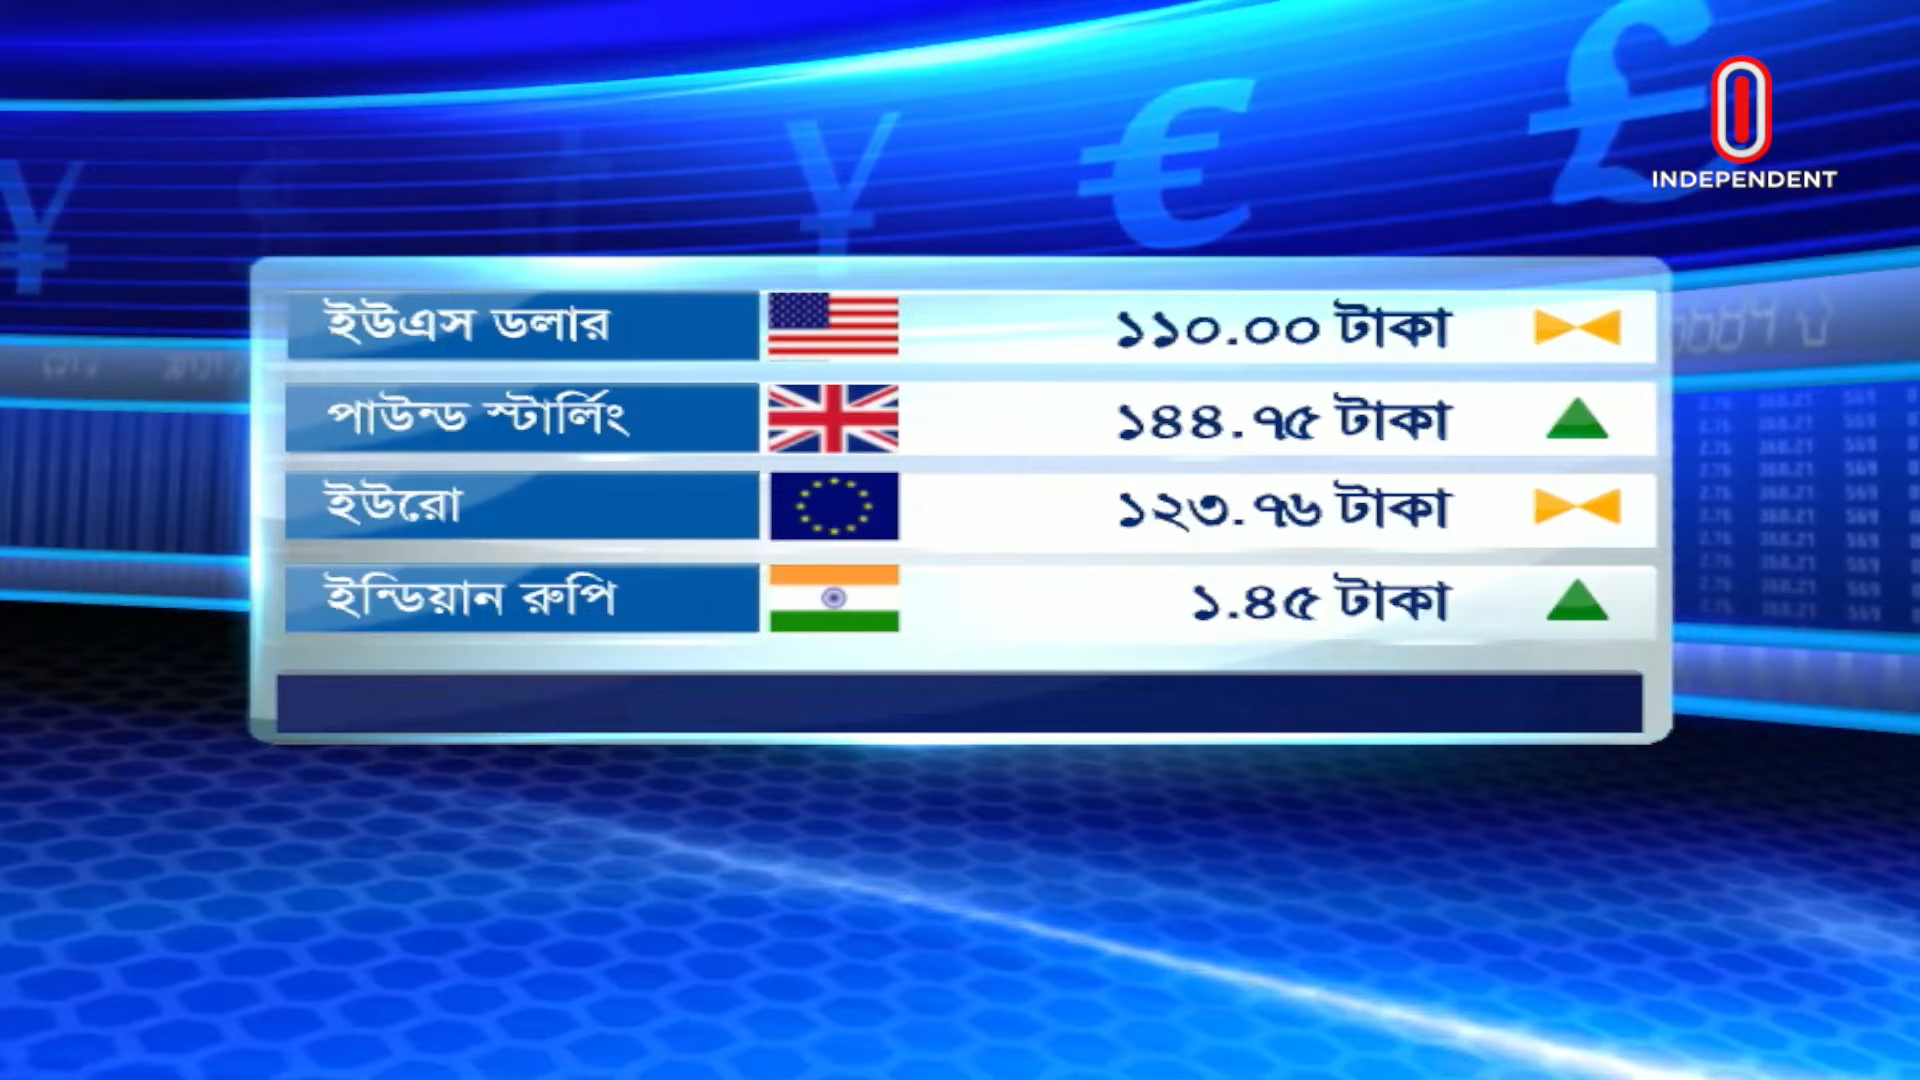 INDEPENDENT
ইউএস ডলার ১১০.০০ টাকা
পাউন্ড স্টার্লিং ১৪৪.৭৫ টাকা
ইউরো ১২৩.৭৬ টাকা
ইন্ডিয়ান রুপি ১.৪৫ টাকা